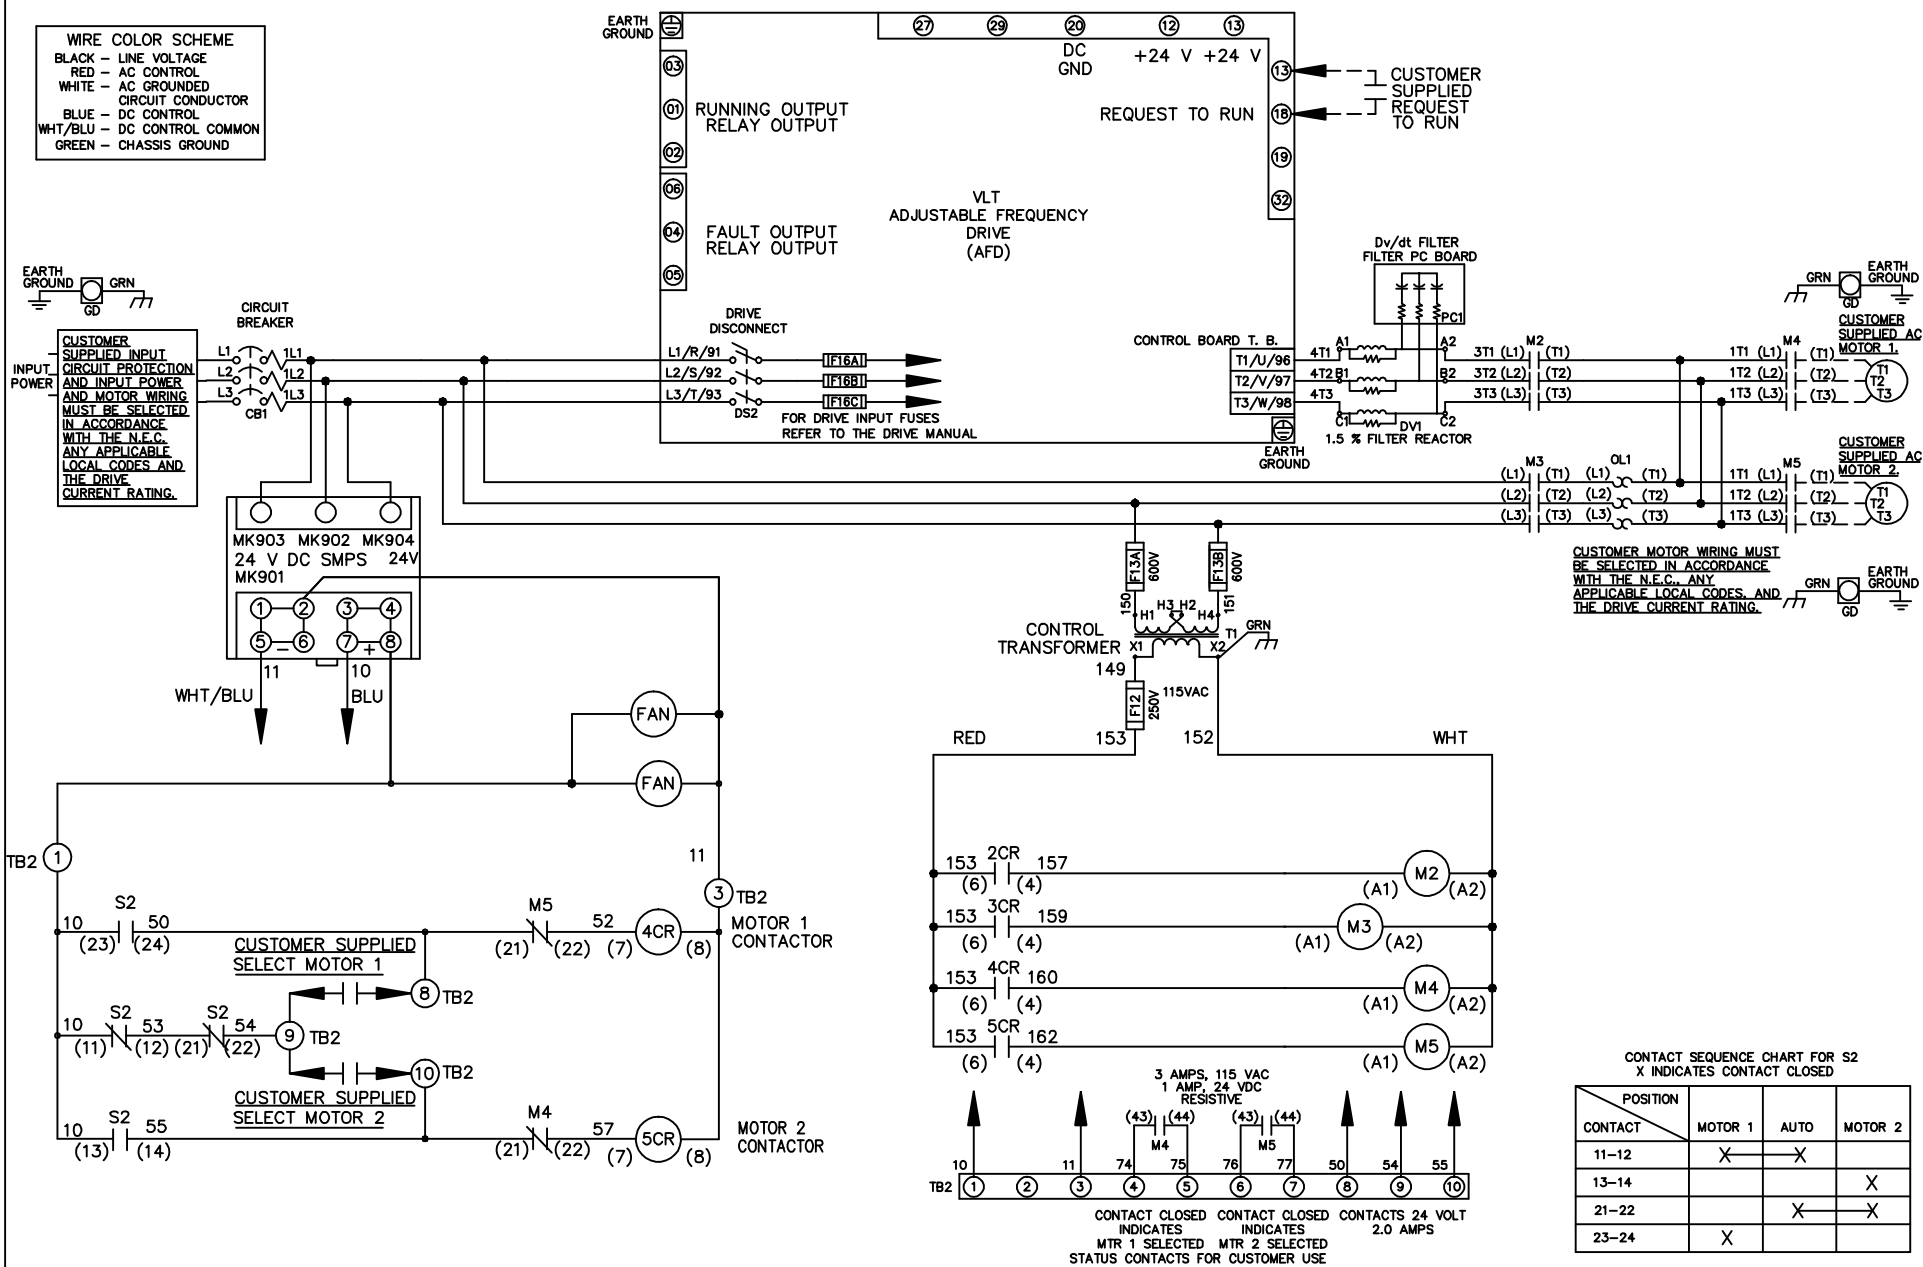 WIRE COLOR SCHEME
BLACK – LINE VOLTAGE
RED – AC CONTROL
WHITE – AC GROUNDED
CIRCUIT CONDUCTOR
BLUE – DC CONTROL
WHT/BLU – DC CONTROL COMMON
GREEN – CHASSIS GROUND
EARTH
GROUND
27 29 20 12 13
DC
GND
+24 V +24 V
03
01
02
RUNNING OUTPUT
RELAY OUTPUT
06
04
05
FAULT OUTPUT
RELAY OUTPUT
13
REQUEST TO RUN 18
19
32
CUSTOMER
SUPPLIED
REQUEST
TO RUN
VLT
ADJUSTABLE FREQUENCY
DRIVE
(AFD)
EARTH
GROUND
GRN
GD
INPUT
POWER
CUSTOMER
SUPPLIED INPUT
CIRCUIT PROTECTION
AND INPUT POWER
AND MOTOR WIRING
MUST BE SELECTED
IN ACCORDANCE
WITH THE N.E.C.
ANY APPLICABLE
LOCAL CODES AND
THE DRIVE
CURRENT RATING.
CIRCUIT
BREAKER
L1 1L1
L2 1L2
L3 1L3
CB1
DRIVE
DISCONNECT
L1/R/91 F16A
L2/S/92 F16B
L3/T/93 F16C
DS2
FOR DRIVE INPUT FUSES
REFER TO THE DRIVE MANUAL
CONTROL BOARD T. B.
T1/U/96
T2/V/97
T3/W/98
EARTH
GROUND
Dv/dt FILTER
FILTER PC BOARD
PC1
4T1 A1 A2
4T2 B1 B2
4T3 C1 C2
DV1
1.5 % FILTER REACTOR
M2
3T1 (L1) (T1)
3T2 (L2) (T2)
3T3 (L3) (T3)
M4
1T1 (L1) (T1)
1T2 (L2) (T2)
1T3 (L3) (T3)
T1
T2
T3
GRN
GD
EARTH
GROUND
CUSTOMER
SUPPLIED AC
MOTOR 1.
M3
(L1) (T1)
(L2) (T2)
(L3) (T3)
OL1
(L1) (T1)
(L2) (T2)
(L3) (T3)
M5
1T1 (L1) (T1)
1T2 (L2) (T2)
1T3 (L3) (T3)
T1
T2
T3
CUSTOMER
SUPPLIED AC
MOTOR 2.
CUSTOMER MOTOR WIRING MUST
BE SELECTED IN ACCORDANCE
WITH THE N.E.C., ANY
APPLICABLE LOCAL CODES, AND
THE DRIVE CURRENT RATING.
GRN
GD
EARTH
GROUND
MK903 MK902 MK904
24 V DC SMPS 24V
MK901
1 2 3 4
5 – 6 7 + 8
11 10
WHT/BLU BLU
FAN
FAN
F13A
600V
F13B
600V
150 151
H1 H3 H2 H4
CONTROL
TRANSFORMER
X1 X2 T1
GRN
149
F12
250V
115VAC
153 152
RED WHT
TB2 1
11
3 TB2
10 S2 50
(23) (24)
M5
(21) (22)
52
(7) 4CR (8)
MOTOR 1
CONTACTOR
CUSTOMER SUPPLIED
SELECT MOTOR 1
8 TB2
10 S2 53 S2 54
(11) (12) (21) (22)
9 TB2
10 TB2
CUSTOMER SUPPLIED
SELECT MOTOR 2
10 S2 55
(13) (14)
M4
(21) (22)
57
(7) 5CR (8)
MOTOR 2
CONTACTOR
153 2CR 157
(6) (4)
(A1) M2 (A2)
153 3CR 159
(6) (4)
(A1) M3 (A2)
153 4CR 160
(6) (4)
(A1) M4 (A2)
153 5CR 162
(6) (4)
(A1) M5 (A2)
3 AMPS, 115 VAC
1 AMP, 24 VDC
RESISTIVE
(43) (44) (43) (44)
M4 M5
10 11 74 75 76 77 50 54 55
TB2 1 2 3 4 5 6 7 8 9 10
CONTACT CLOSED
INDICATES
MTR 1 SELECTED
CONTACT CLOSED
INDICATES
MTR 2 SELECTED
STATUS CONTACTS FOR CUSTOMER USE
CONTACTS 24 VOLT
2.0 AMPS
CONTACT SEQUENCE CHART FOR S2
X INDICATES CONTACT CLOSED
POSITION
CONTACT MOTOR 1 AUTO MOTOR 2
11–12 X X
13–14 X
21–22 X X
23–24 X